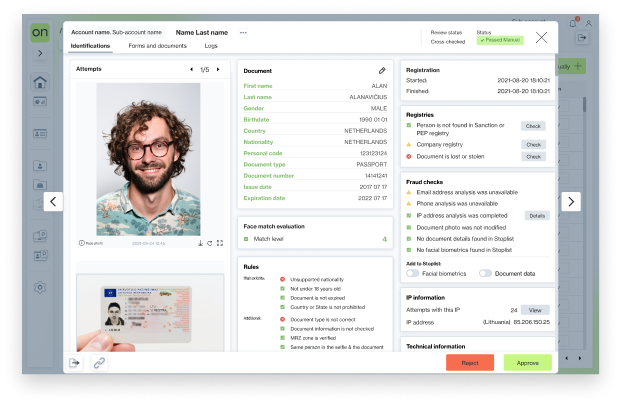 on
Account name. Sub-account name
Name Last name
...
Review status
Status
Cross-checked
✓ Passed Manual
Identifications
Forms and documents
Logs
Attempts
1/5
Face photo
Document
First name ALAN
Last name ALANAVIČIUS
Gender MALE
Birthdate 1990 01 01
Country NETHERLANDS
Nationality NETHERLANDS
Personal code 123123124
Document type PASSPORT
Document number 14141241
Issue date 2017 07 17
Expiration date 2022 07 17
Face match evaluation
Match level 4
Rules
High priority.
Unsupported nationality
Not under 18 years old
Document is not expired
Country or State is not prohibited
Additional.
Document type is not correct
Document information is not checked
MRZ zone is verified
Same person in the selfie & the document
Registration
Started: 2021-08-20 18:10:21
Finished: 2021-08-20 18:10:21
Registries
Person is not found in Sanction or
PEP registry
Check
Company registry
Check
Document is lost or stolen
Check
Fraud checks
Email address analysis was unavailable
Phone analysis was unavailable
IP address analysis was completed
Details
Document photo was not modified
No document details found in Stoplist
No facial biometrics found in Stoplist
Add to Stoplist:
Facial biometrics
Document data
IP information
Attempts with this IP 24 View
IP address (Lithuania) 85.206.150.25
Technical information
Reject
Approve
ually +